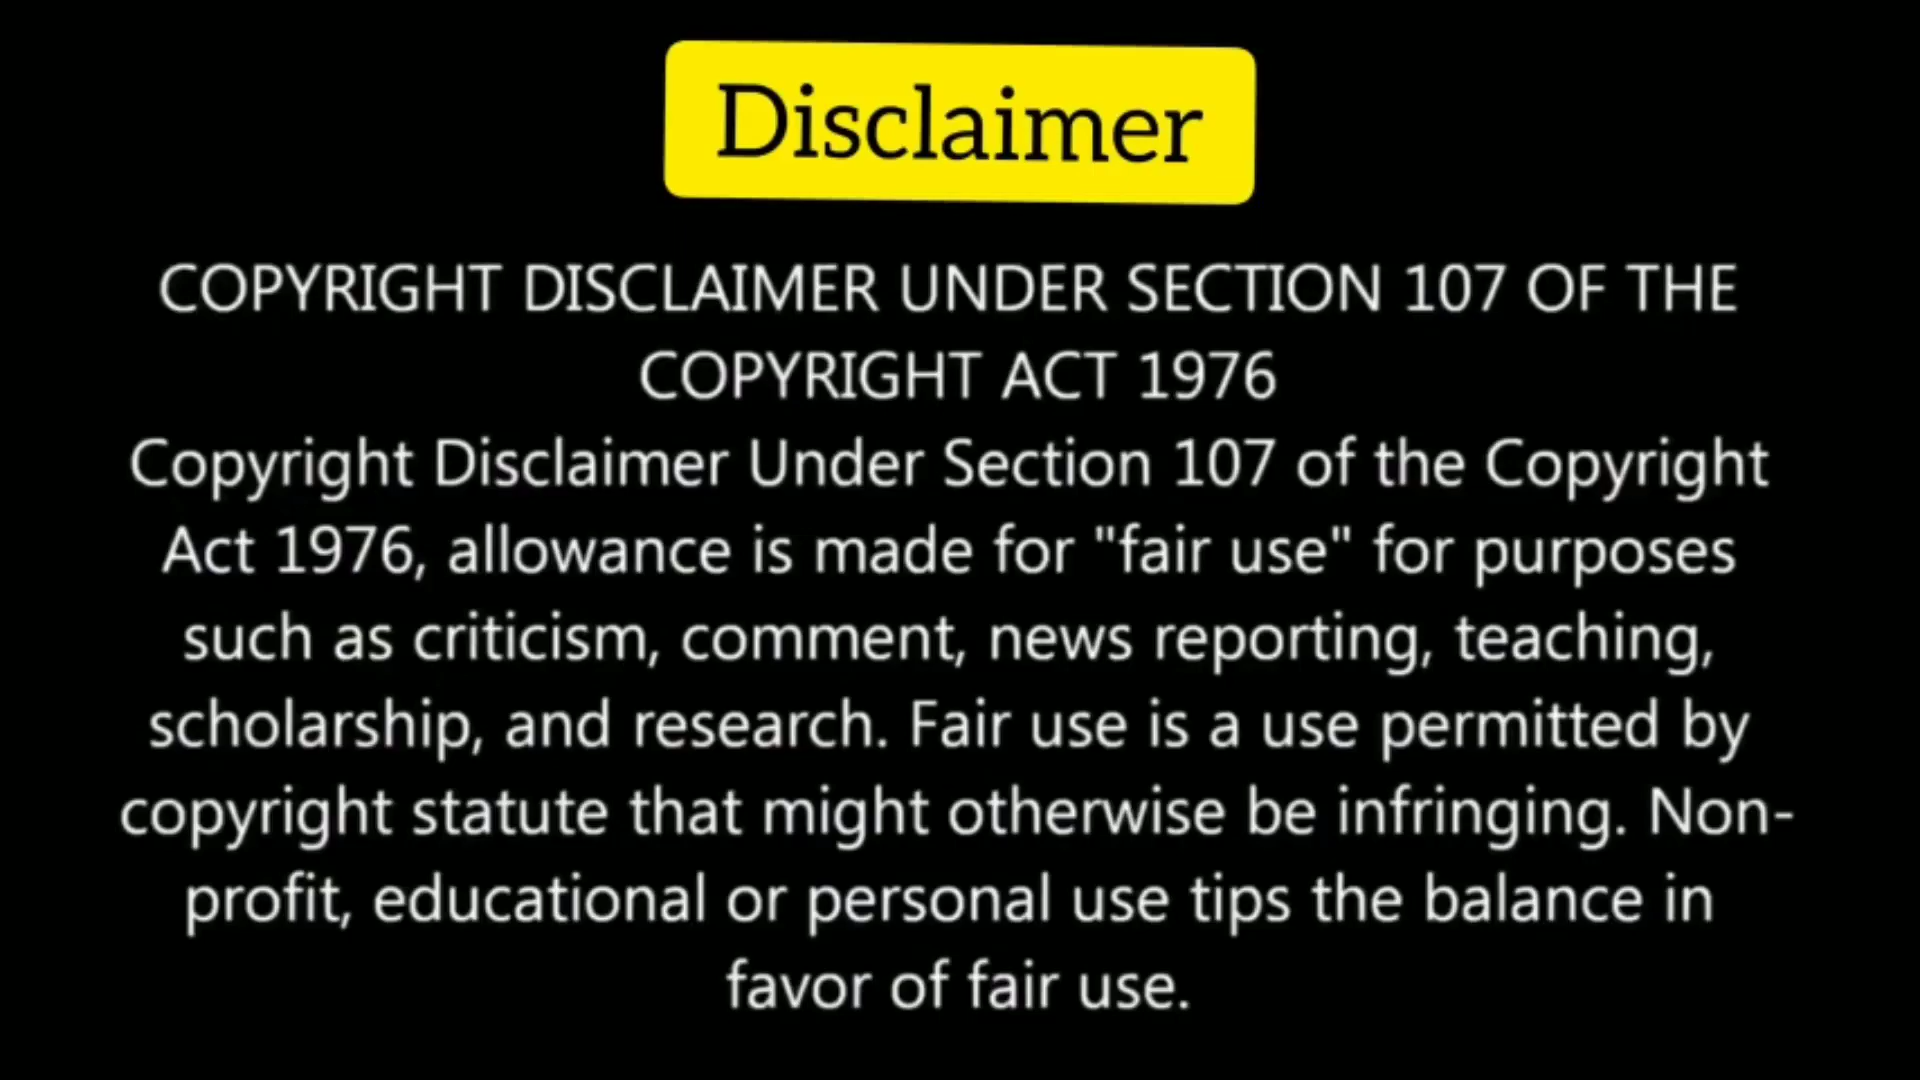 Disclaimer
COPYRIGHT DISCLAIMER UNDER SECTION 107 OF THE
COPYRIGHT ACT 1976
Copyright Disclaimer Under Section 107 of the Copyright
Act 1976, allowance is made for "fair use" for purposes
such as criticism, comment, news reporting, teaching,
scholarship, and research. Fair use is a use permitted by
copyright statute that might otherwise be infringing. Non-
profit, educational or personal use tips the balance in
favor of fair use.